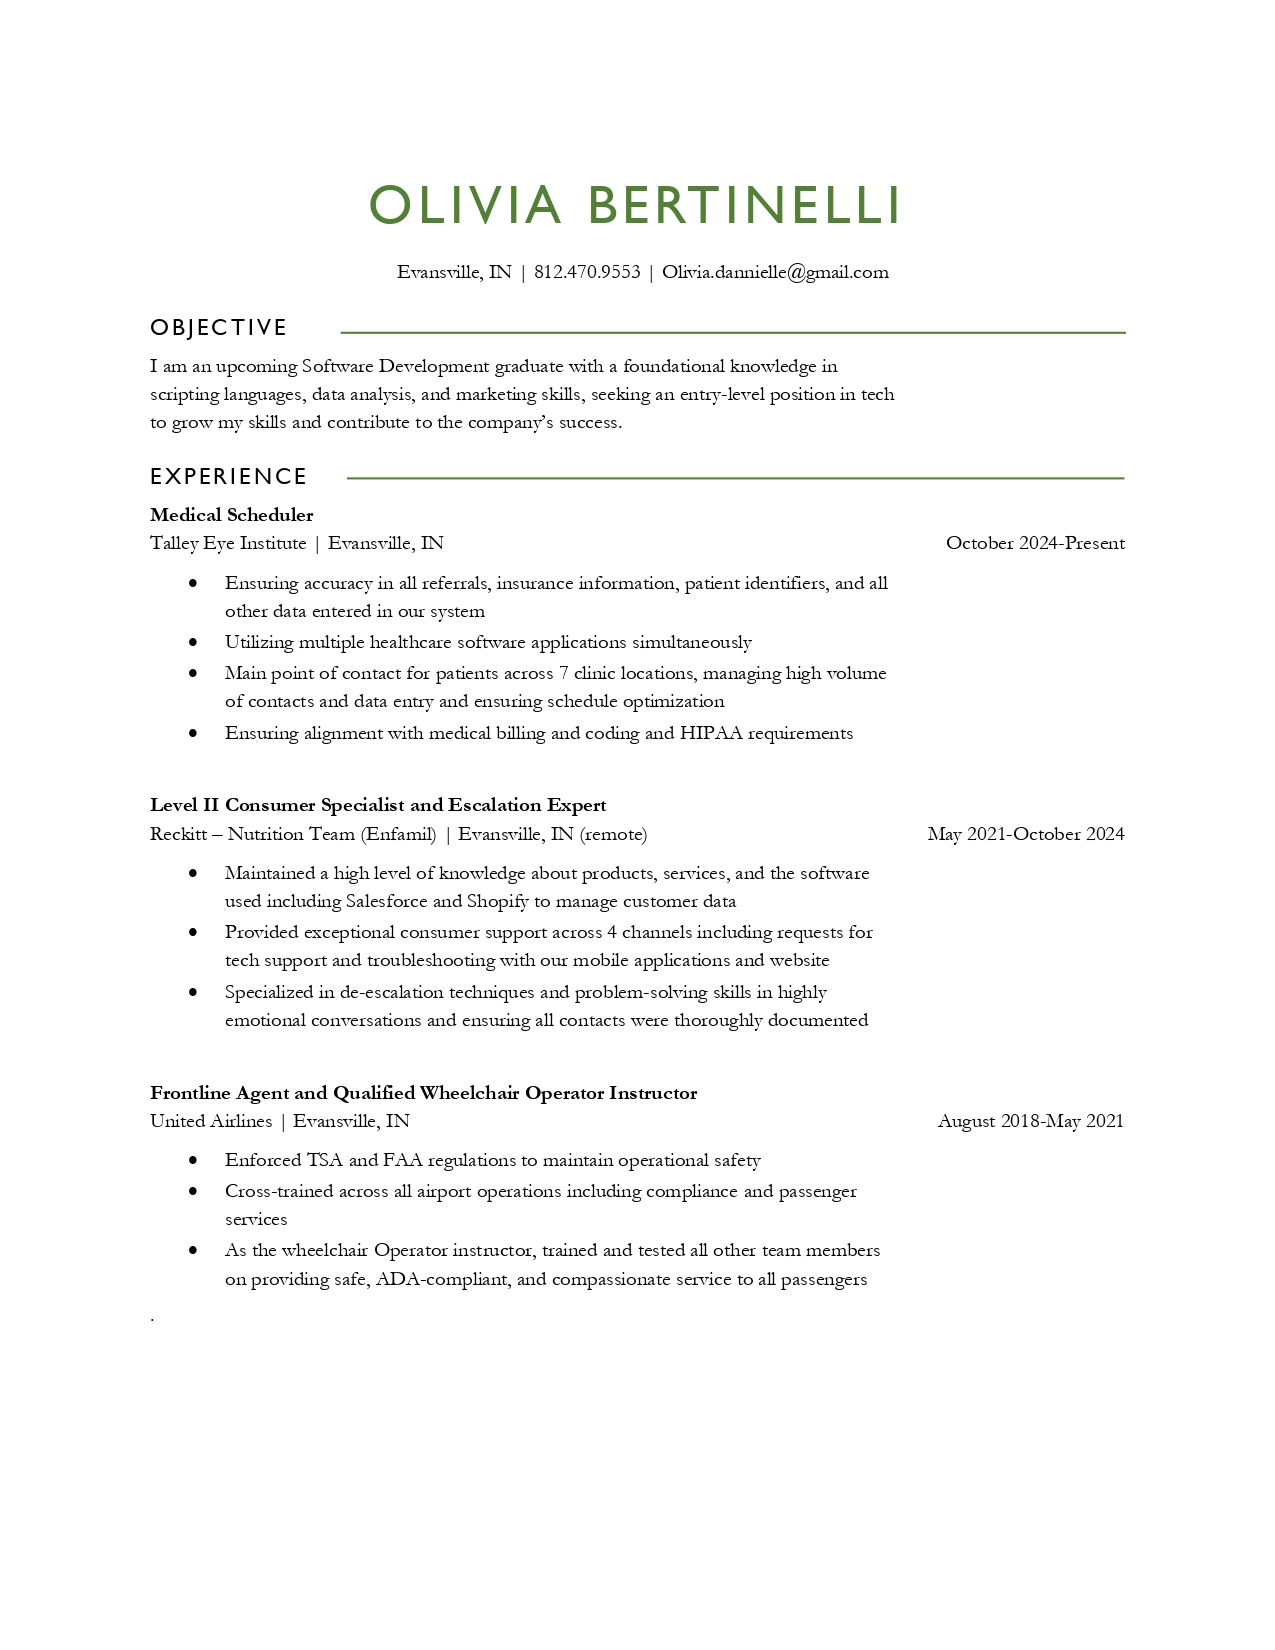 OLIVIA BERTINELLI
Evansville, IN | 812.470.9553 | Olivia.dannielle@gmail.com
OBJECTIVE
I am an upcoming Software Development graduate with a foundational knowledge in
scripting languages, data analysis, and marketing skills, seeking an entry-level position in tech
to grow my skills and contribute to the company’s success.
EXPERIENCE
Medical Scheduler
Talley Eye Institute | Evansville, IN October 2024-Present
● Ensuring accuracy in all referrals, insurance information, patient identifiers, and all
other data entered in our system
● Utilizing multiple healthcare software applications simultaneously
● Main point of contact for patients across 7 clinic locations, managing high volume
of contacts and data entry and ensuring schedule optimization
● Ensuring alignment with medical billing and coding and HIPAA requirements
Level II Consumer Specialist and Escalation Expert
Reckitt – Nutrition Team (Enfamil) | Evansville, IN (remote) May 2021-October 2024
● Maintained a high level of knowledge about products, services, and the software
used including Salesforce and Shopify to manage customer data
● Provided exceptional consumer support across 4 channels including requests for
tech support and troubleshooting with our mobile applications and website
● Specialized in de-escalation techniques and problem-solving skills in highly
emotional conversations and ensuring all contacts were thoroughly documented
Frontline Agent and Qualified Wheelchair Operator Instructor
United Airlines | Evansville, IN August 2018-May 2021
● Enforced TSA and FAA regulations to maintain operational safety
● Cross-trained across all airport operations including compliance and passenger
services
● As the wheelchair Operator instructor, trained and tested all other team members
on providing safe, ADA-compliant, and compassionate service to all passengers
.